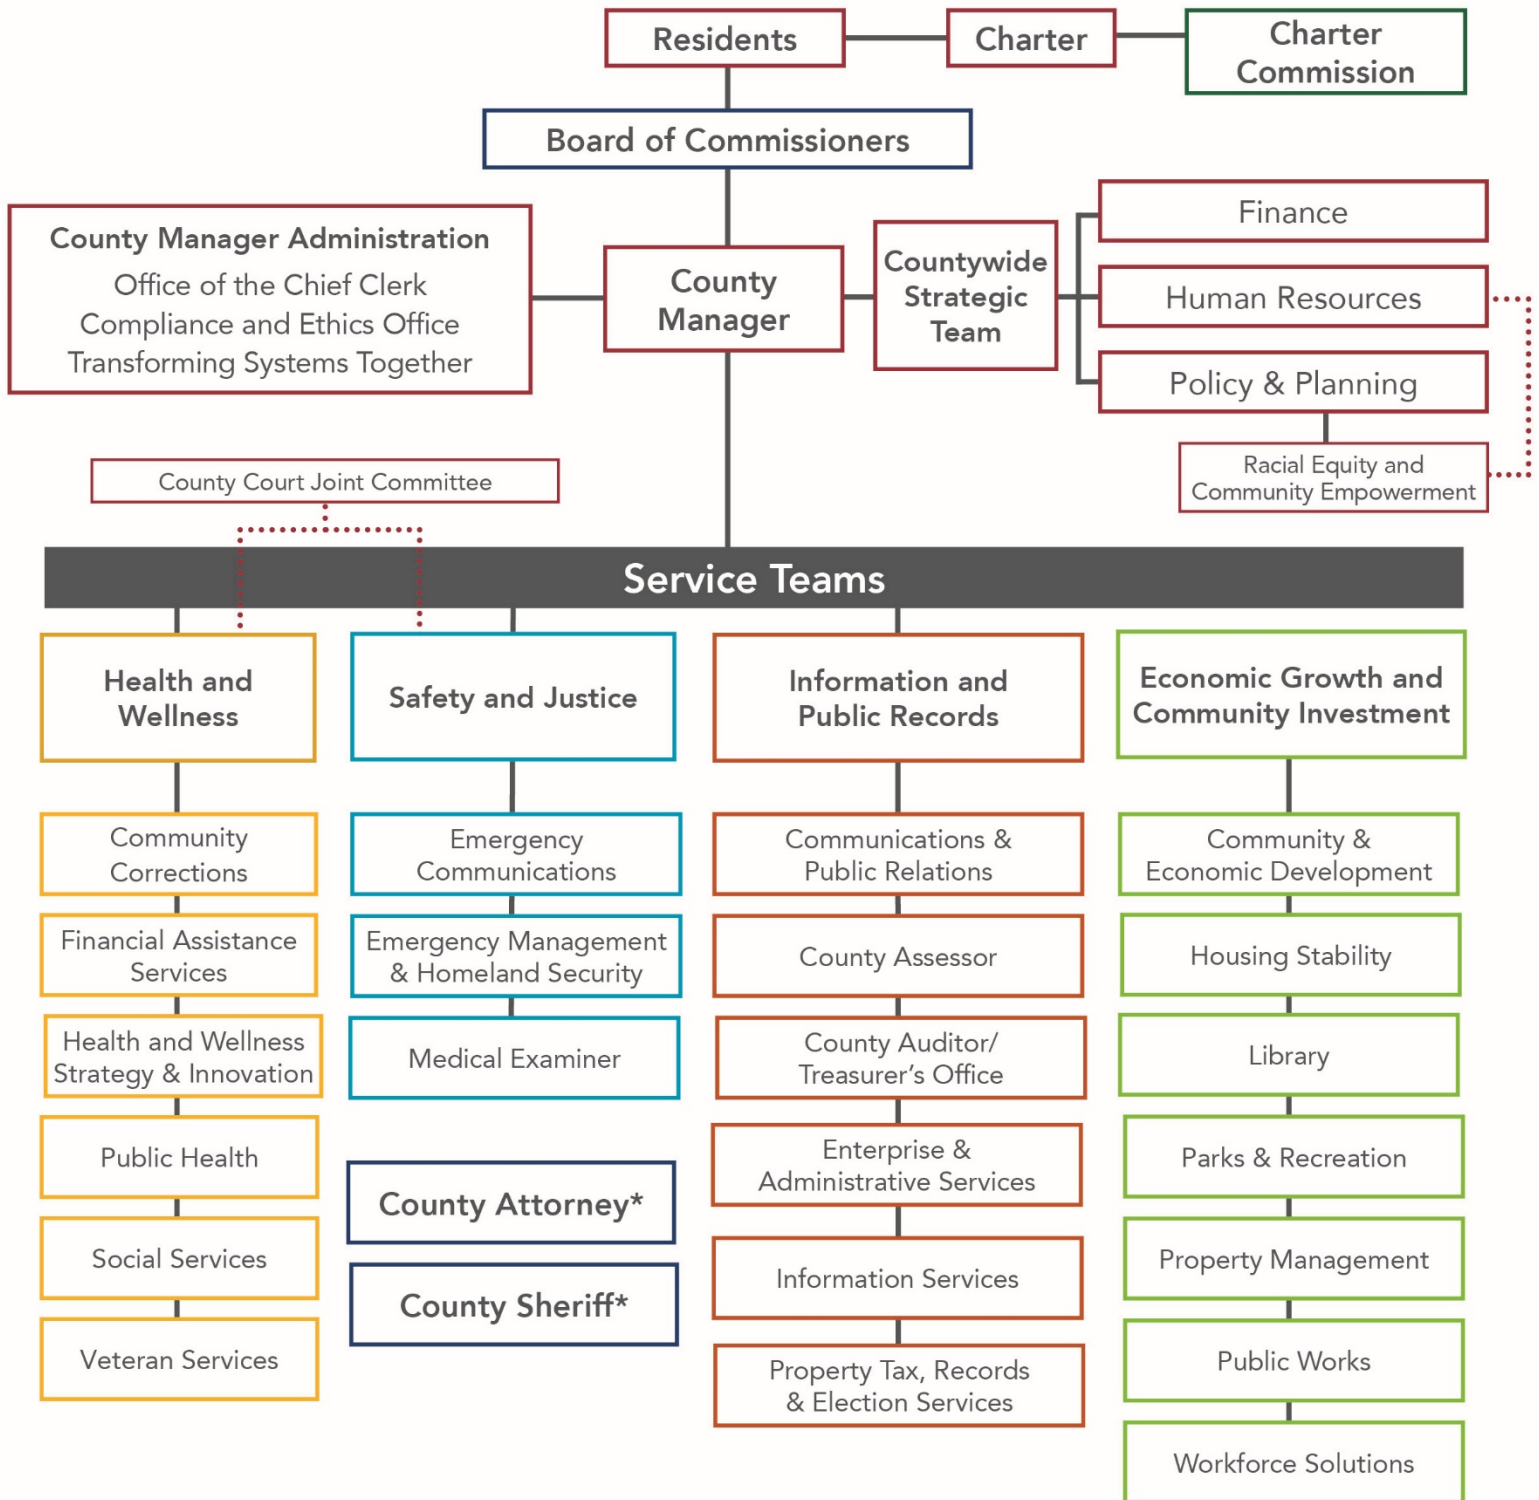 Residents
Charter
Charter
Commission
Board of Commissioners
County Manager Administration
Office of the Chief Clerk
Compliance and Ethics Office
Transforming Systems Together
County
Manager
Countywide
Strategic
Team
Finance
Human Resources
Policy & Planning
Racial Equity and
Community Empowerment
County Court Joint Committee
Service Teams
Health and
Wellness
Community
Corrections
Financial Assistance
Services
Health and Wellness
Strategy & Innovation
Public Health
Social Services
Veteran Services
Safety and Justice
Emergency
Communications
Emergency Management
& Homeland Security
Medical Examiner
County Attorney*
County Sheriff*
Information and
Public Records
Communications &
Public Relations
County Assessor
County Auditor/
Treasurer's Office
Enterprise &
Administrative Services
Information Services
Property Tax, Records
& Election Services
Economic Growth and
Community Investment
Community &
Economic Development
Housing Stability
Library
Parks & Recreation
Property Management
Public Works
Workforce Solutions